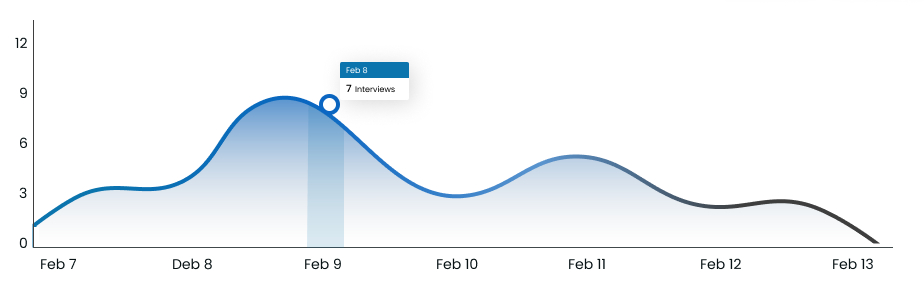 12
9
6
3
0
Feb 8
7 Interviews
Feb 7
Deb 8
Feb 9
Feb 10
Feb 11
Feb 12
Feb 13